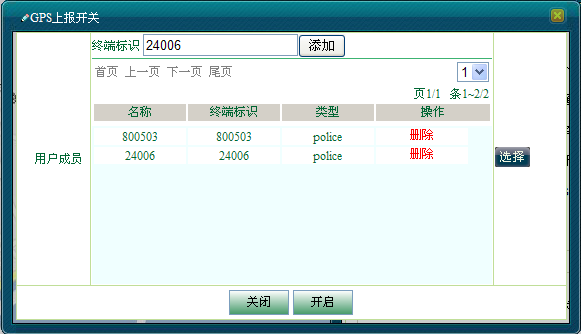 GPS上报开关
终端标识 24006 添加
首页 上一页 下一页 尾页 1
页1/1 条1~2/2
名称 终端标识 类型 操作
800503 800503 police 删除
24006 24006 police 删除
用户成员
选择
关闭 开启